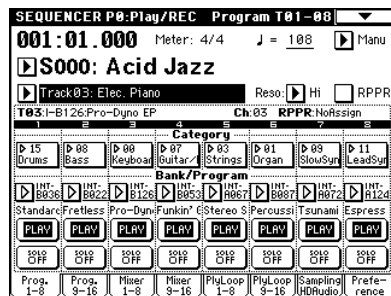 SEQUENCER P0:Play/REC Program T01-08
001:01.000 Meter: 4/4 ♩ = 108 Manu
S000: Acid Jazz
Track03: Elec. Piano Reso: Hi RPPR
T03:I-B126:Pro-Dyno EP Ch:03 RPPR:NoAssign
1 2 3 4 5 6 7 8
Category
15 08 00 07 03 01 09 11
Drums Bass Keyboar Guitar/ Strings Organ SlowSyn LeadSyn
Bank/Program
INT- INT- INT- INT- INT- INT- INT- INT-
B036 B022 B126 B053 A067 B087 A072 A124
Standarc Fretless Pro-Dyn Funkin' G Stereo S Percussi Tsunami Espress
PLAY PLAY PLAY PLAY PLAY PLAY PLAY PLAY
SOLO SOLO SOLO SOLO SOLO SOLO SOLO SOLO
OFF OFF OFF OFF OFF OFF OFF OFF
Prog. Prog. Mixer Mixer PlyLoop PlyLoop Sampling Prefe-
1-8 9-16 1-8 9-16 1-8 9-16 HDAudio rence